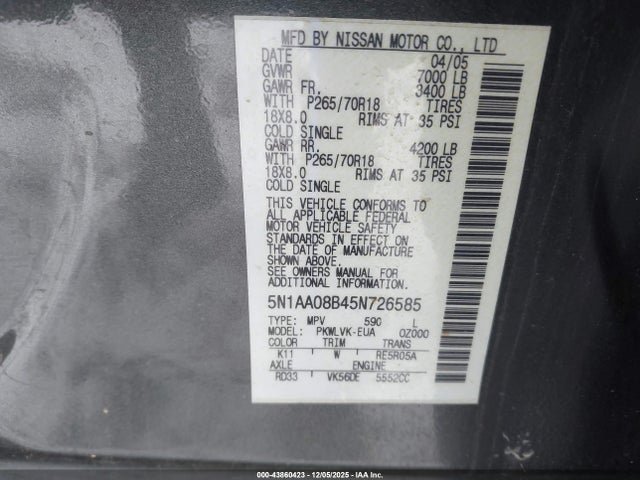 MFD BY NISSAN MOTOR CO., LTD
DATE 04/05
GVWR 7000 LB
GAWR FR. 3400 LB
WITH P265/70R18 TIRES
18X8.0 RIMS AT 35 PSI
COLD SINGLE
GAWR RR. 4200 LB
WITH P265/70R18 TIRES
18X8.0 RIMS AT 35 PSI
COLD SINGLE
THIS VEHICLE CONFORMS TO
ALL APPLICABLE FEDERAL
MOTOR VEHICLE SAFETY
STANDARDS IN EFFECT ON
THE DATE OF MANUFACTURE
SHOWN ABOVE.
SEE OWNERS MANUAL FOR
ADDITIONAL INFORMATION
5N1AA08B45N726585
TYPE: MPV 590 L
MODEL: PKWLVK-EUA 0Z000
COLOR TRIM TRANS
K11 W RE5R05A
AXLE ENGINE
RD33 VK56DE 5552CC
000-43860423 - 12/05/2025 - IAA Inc.